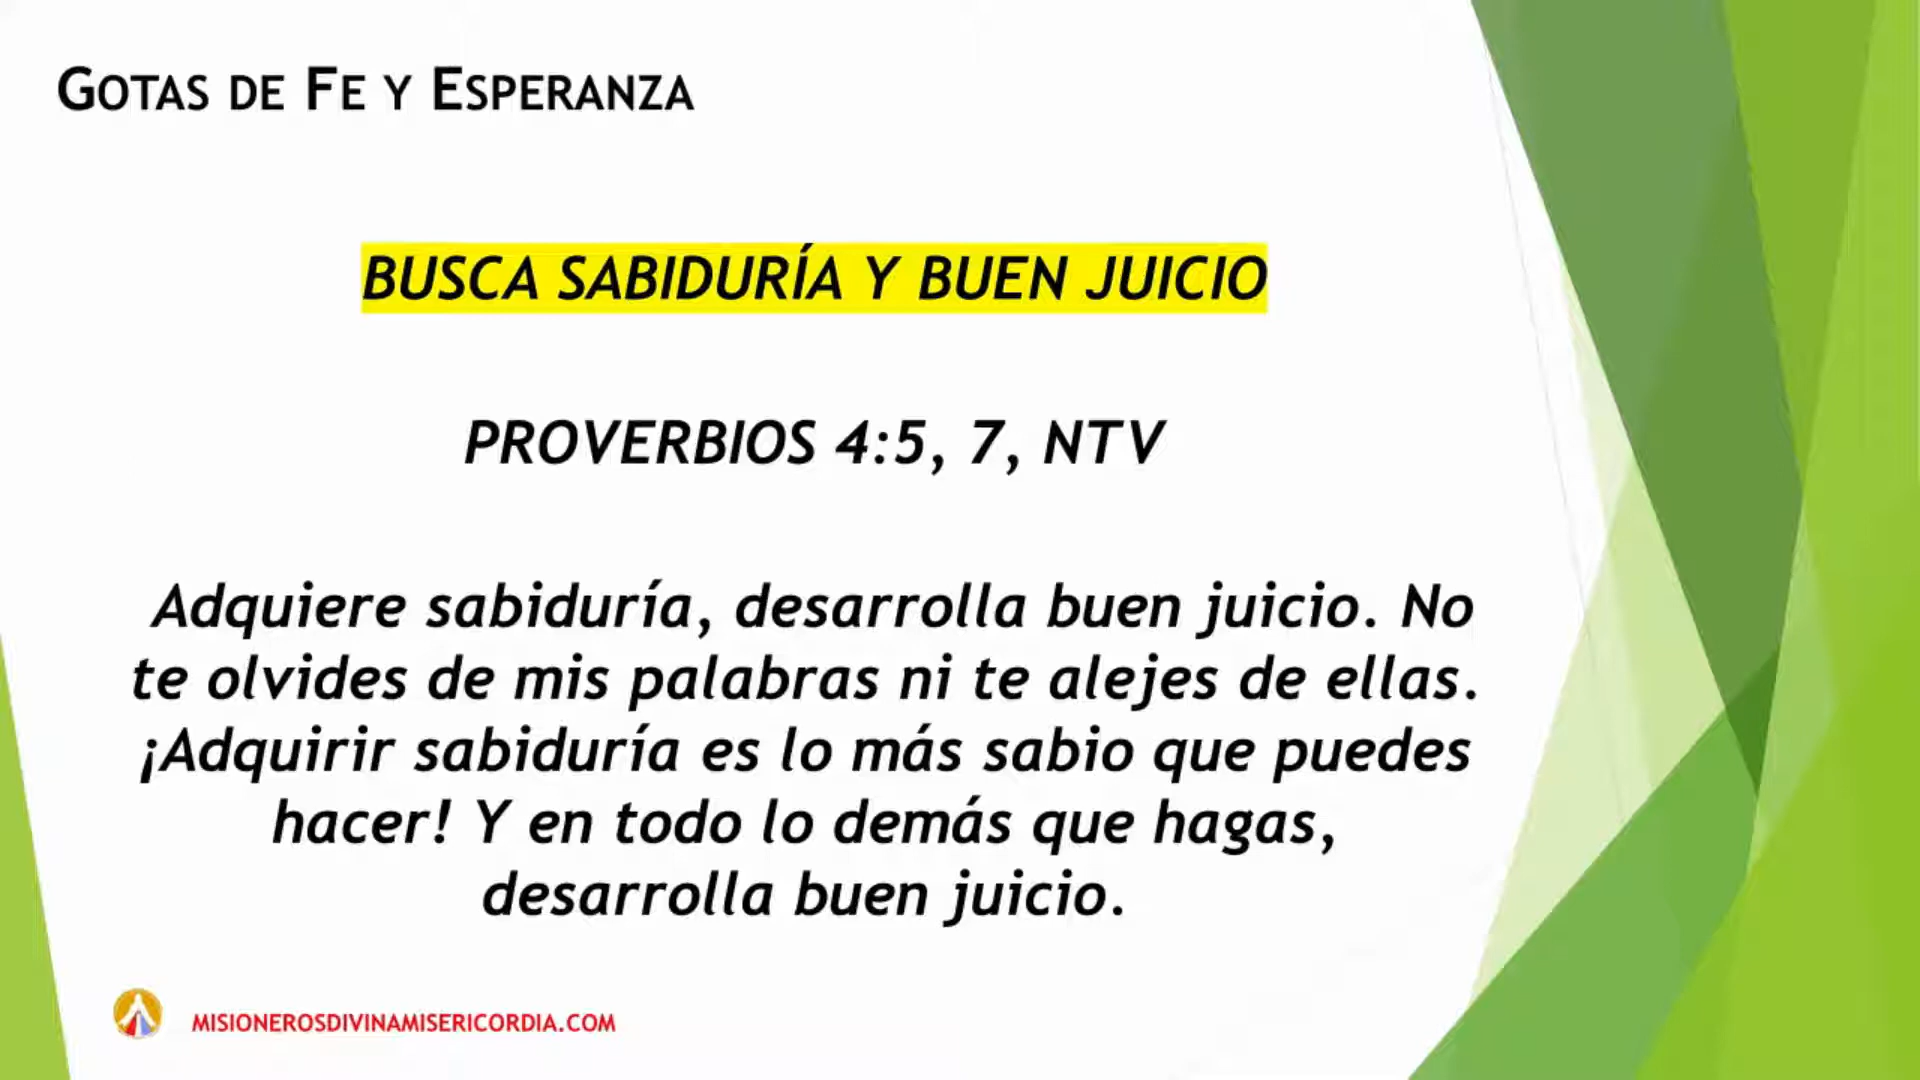 GOTAS DE FE Y ESPERANZA
BUSCA SABIDURÍA Y BUEN JUICIO
PROVERBIOS 4:5, 7, NTV
Adquiere sabiduría, desarrolla buen juicio. No
te olvides de mis palabras ni te alejes de ellas.
¡Adquirir sabiduría es lo más sabio que puedes
hacer! Y en todo lo demás que hagas,
desarrolla buen juicio.
MISIONEROSDIVINAMISERICORDIA.COM